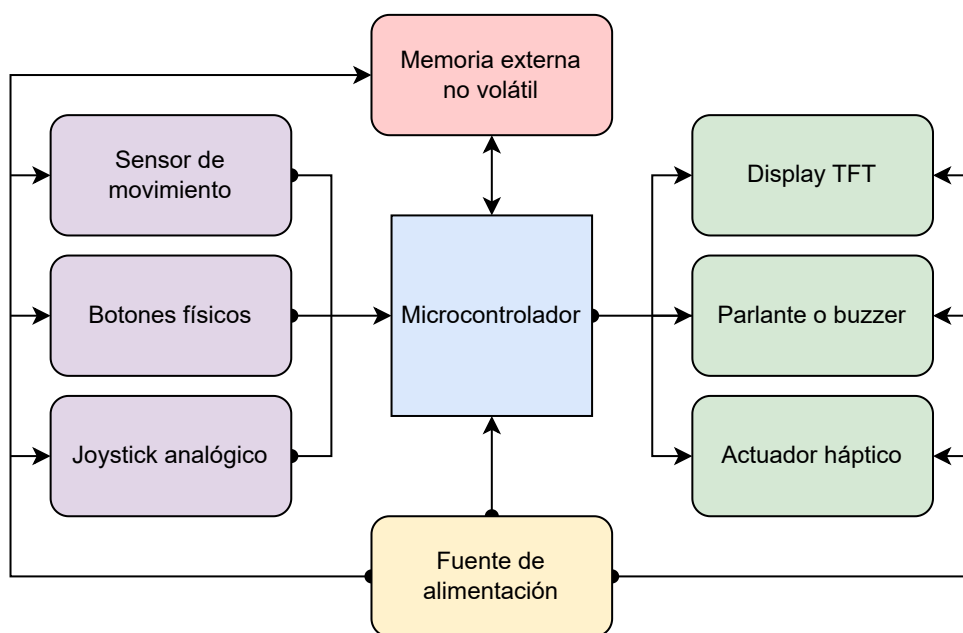 Memoria externa
no volátil
Sensor de
movimiento
Display TFT
Botones físicos
Microcontrolador
Parlante o buzzer
Joystick analógico
Actuador háptico
Fuente de
alimentación